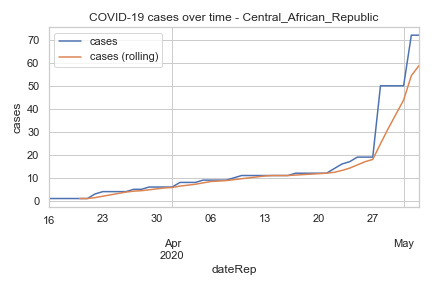 COVID-19 cases over time - Central_African_Republic
cases
cases (rolling)
cases
70
60
50
40
30
20
10
0
16 23 30 06 13 20 27
Apr May
2020
dateRep